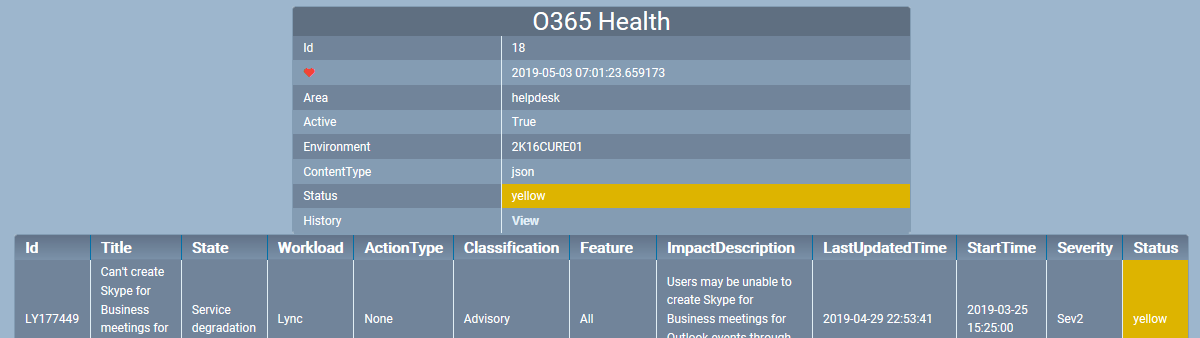 O365 Health
Id 18
2019-05-03 07:01:23.659173
Area helpdesk
Active True
Environment 2K16CURE01
ContentType json
Status yellow
History View
Id Title State Workload ActionType Classification Feature ImpactDescription LastUpdatedTime StartTime Severity Status
LY177449
Can't create
Skype for
Business
meetings for
Service
degradation
Lync
None
Advisory
All
Users may be unable to
create Skype for
Business meetings for
Outlook events through
2019-04-29 22:53:41
2019-03-25
15:25:00
Sev2
yellow